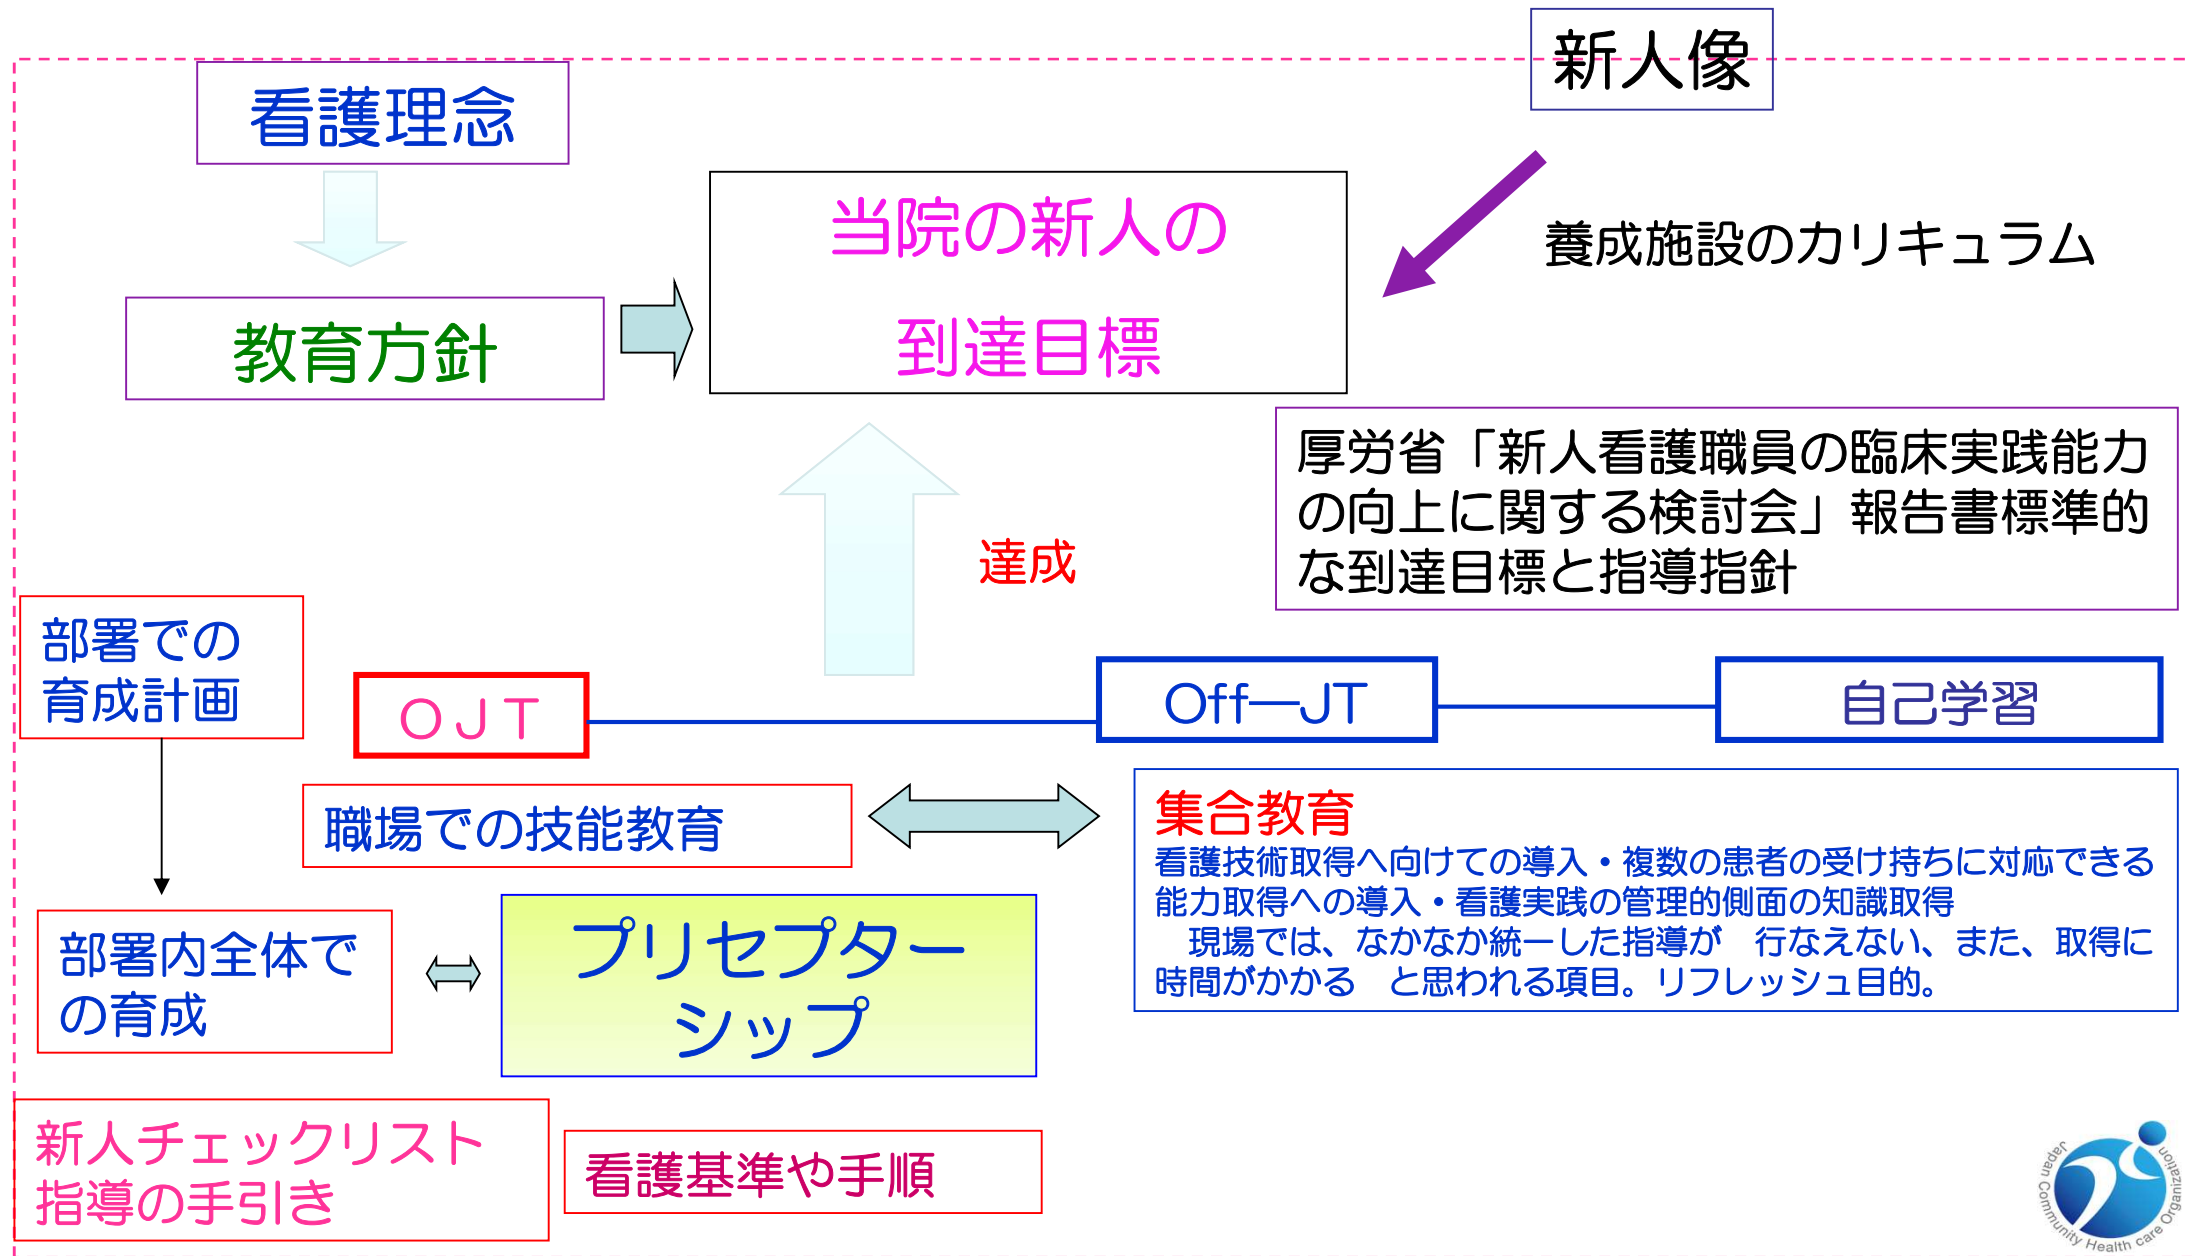 新人像
看護理念
当院の新人の
到達目標
養成施設のカリキュラム
教育方針
厚労省「新人看護職員の臨床実践能力
の向上に関する検討会」報告書標準的
な到達目標と指導指針
達成
部署での
育成計画
ＯＪＴ
Off―JT
自己学習
職場での技能教育
集合教育
看護技術取得へ向けての導入・複数の患者の受け持ちに対応できる
能力取得への導入・看護実践の管理的側面の知識取得
　現場では、なかなか統一した指導が　行なえない、また、取得に
時間がかかる　と思われる項目。リフレッシュ目的。
部署内全体で
の育成
プリセプター
シップ
新人チェックリスト
指導の手引き
看護基準や手順
Japan Community Health care Organization